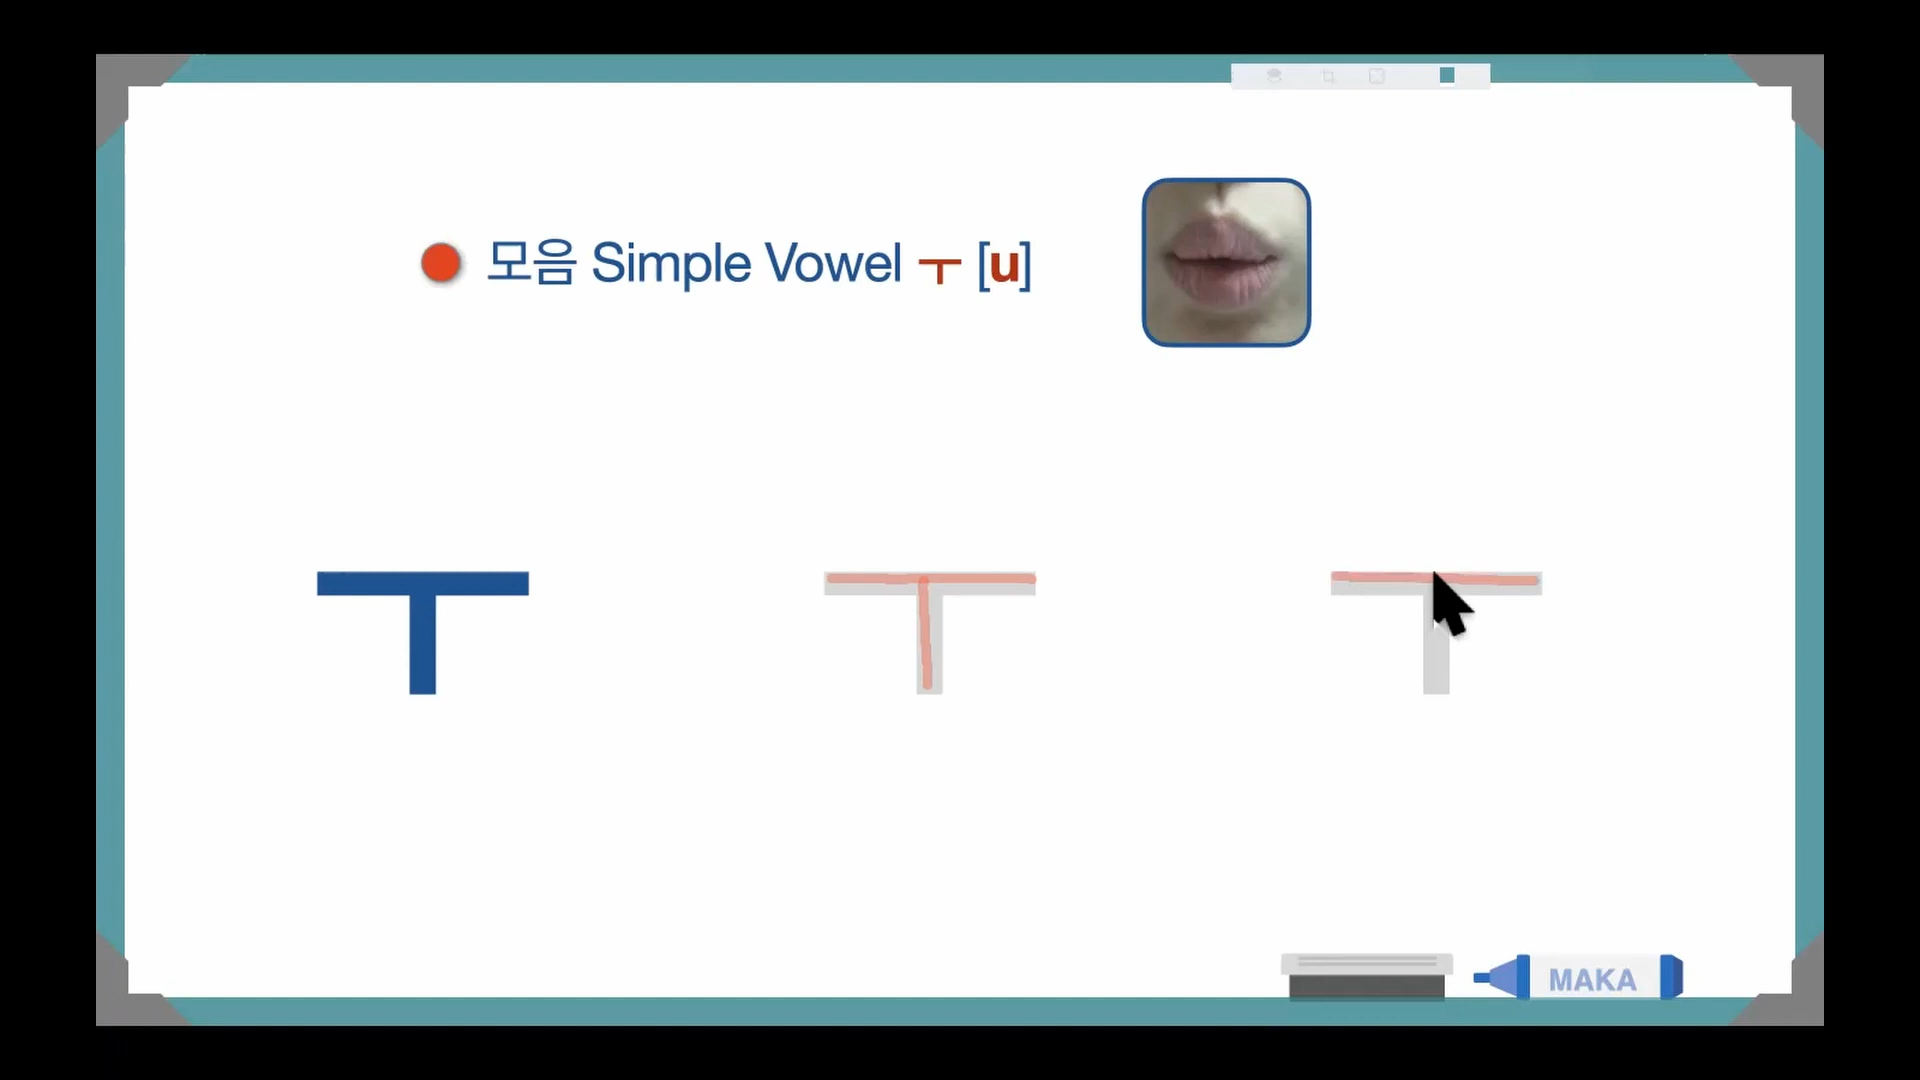 모음 Simple Vowel ㅜ [u]
ㅜ ㅜ ㅜ
MAKA